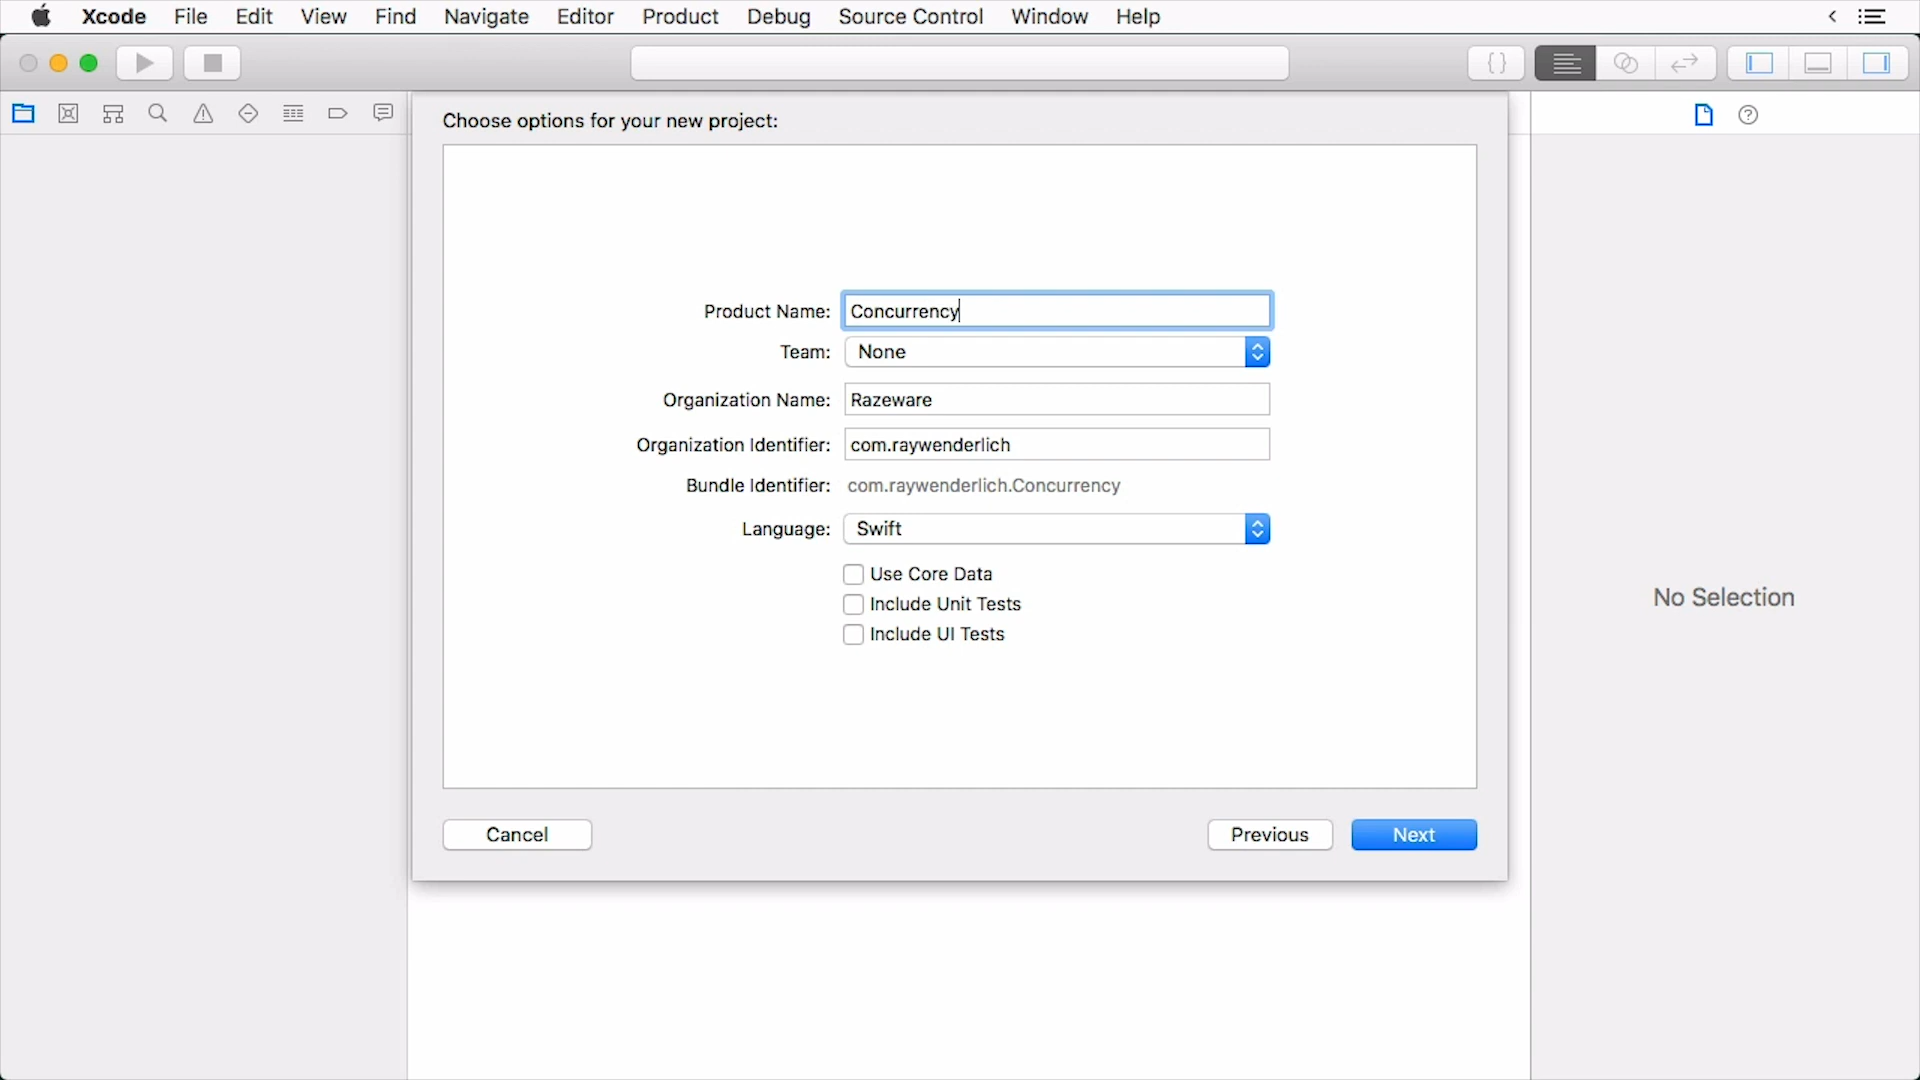 Xcode File Edit View Find Navigate Editor Product Debug Source Control Window Help
Choose options for your new project:
Product Name: Concurrency
Team: None
Organization Name: Razeware
Organization Identifier: com.raywenderlich
Bundle Identifier: com.raywenderlich.Concurrency
Language: Swift
Use Core Data
Include Unit Tests
Include UI Tests
No Selection
Cancel Previous Next